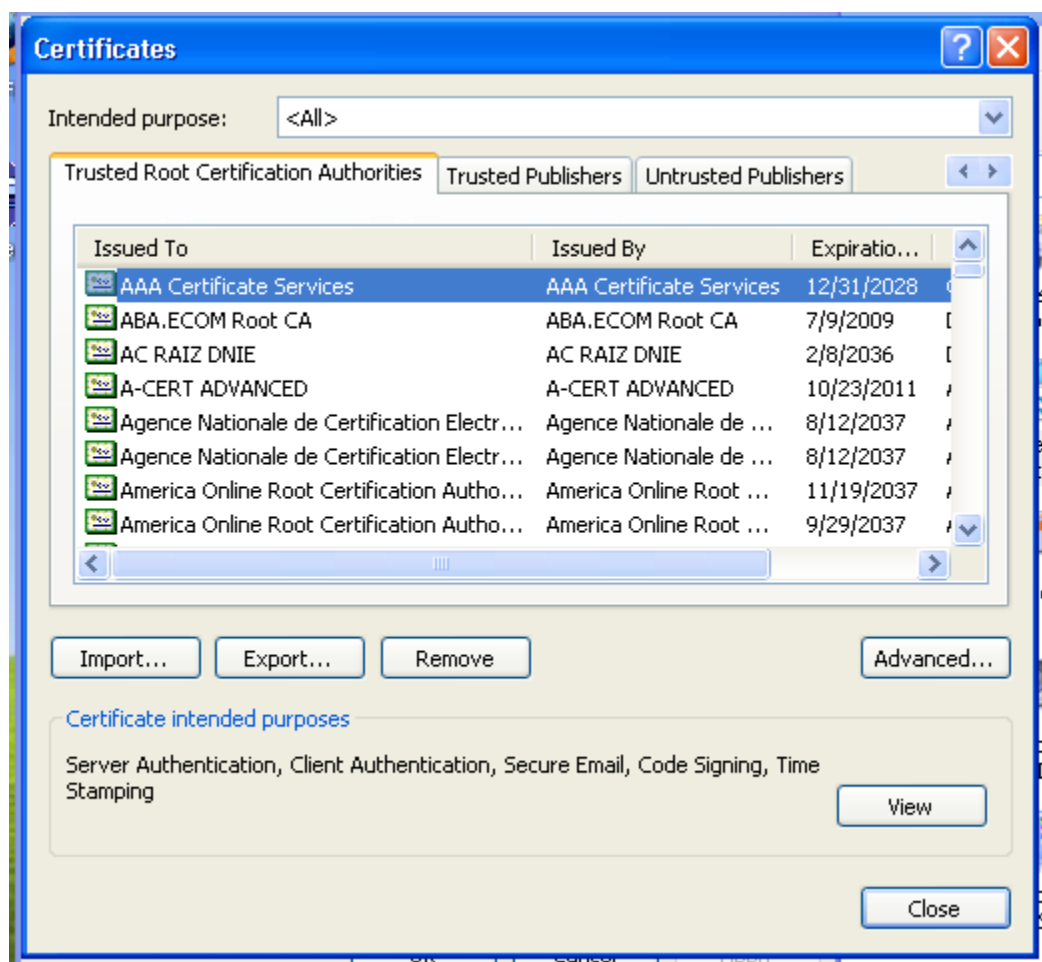 Certificates
Intended purpose: <All>
Trusted Root Certification Authorities Trusted Publishers Untrusted Publishers
Issued To Issued By Expiratio...
AAA Certificate Services AAA Certificate Services 12/31/2028
ABA.ECOM Root CA ABA.ECOM Root CA 7/9/2009
AC RAIZ DNIE AC RAIZ DNIE 2/8/2036
A-CERT ADVANCED A-CERT ADVANCED 10/23/2011
Agence Nationale de Certification Electr... Agence Nationale de ... 8/12/2037
Agence Nationale de Certification Electr... Agence Nationale de ... 8/12/2037
America Online Root Certification Autho... America Online Root ... 11/19/2037
America Online Root Certification Autho... America Online Root ... 9/29/2037
Import... Export... Remove Advanced...
Certificate intended purposes
Server Authentication, Client Authentication, Secure Email, Code Signing, Time
Stamping
View
Close